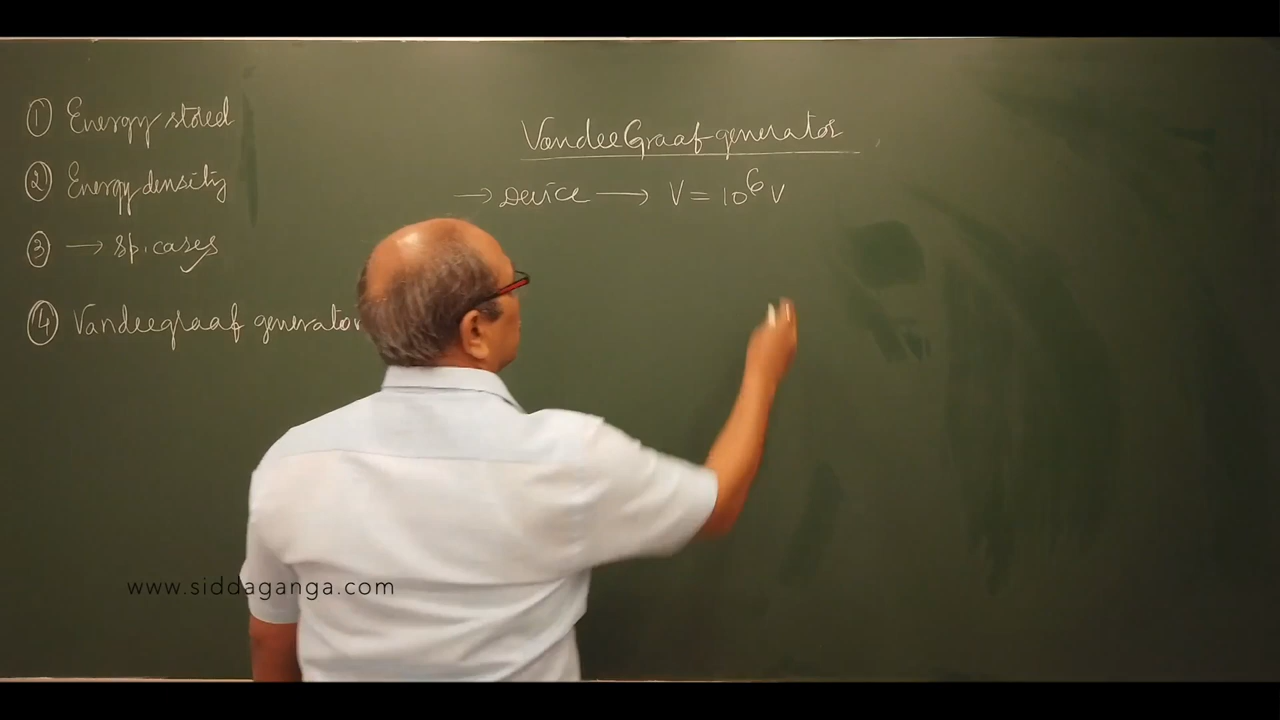 ① Energy stored
② Energy density
③ → Sp. cases ✓
④ Vandeegraaf generator
VandeeGraaf generator
→ Device → V = 10⁶ V
www.siddaganga.com